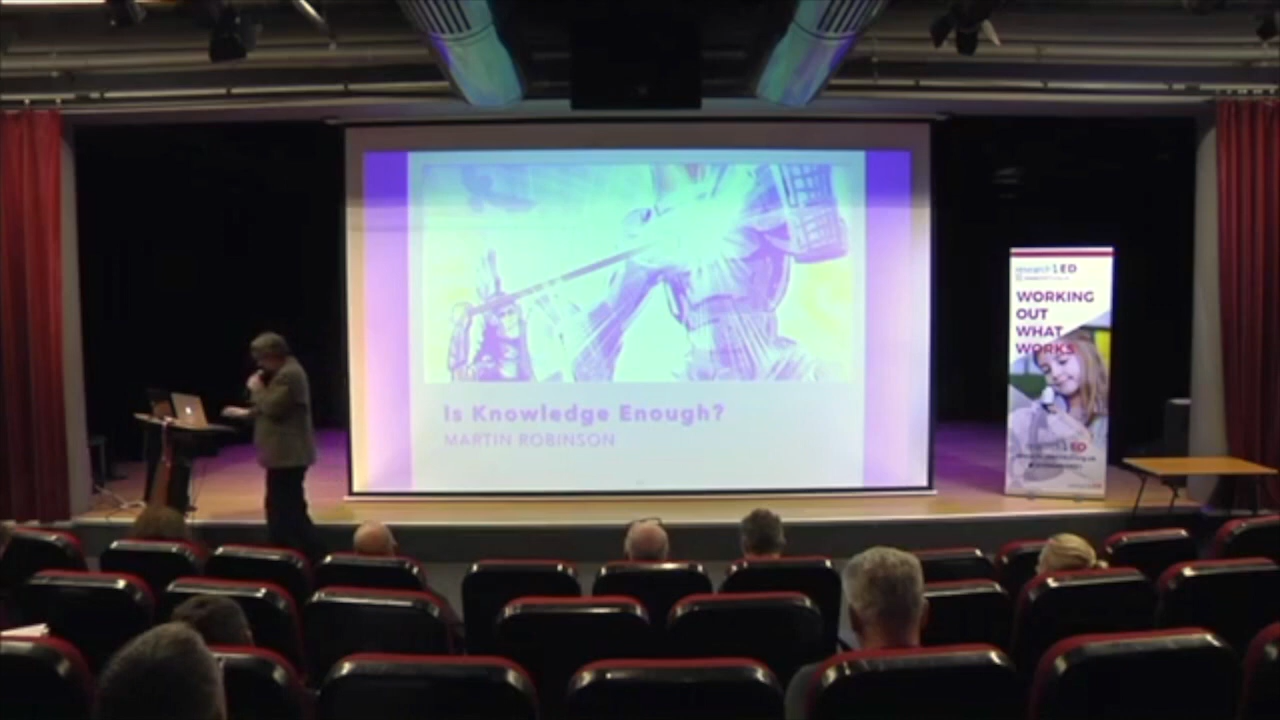 Is Knowledge Enough?
MARTIN ROBINSON
researchED
WORKING
OUT
WHAT
WORKS